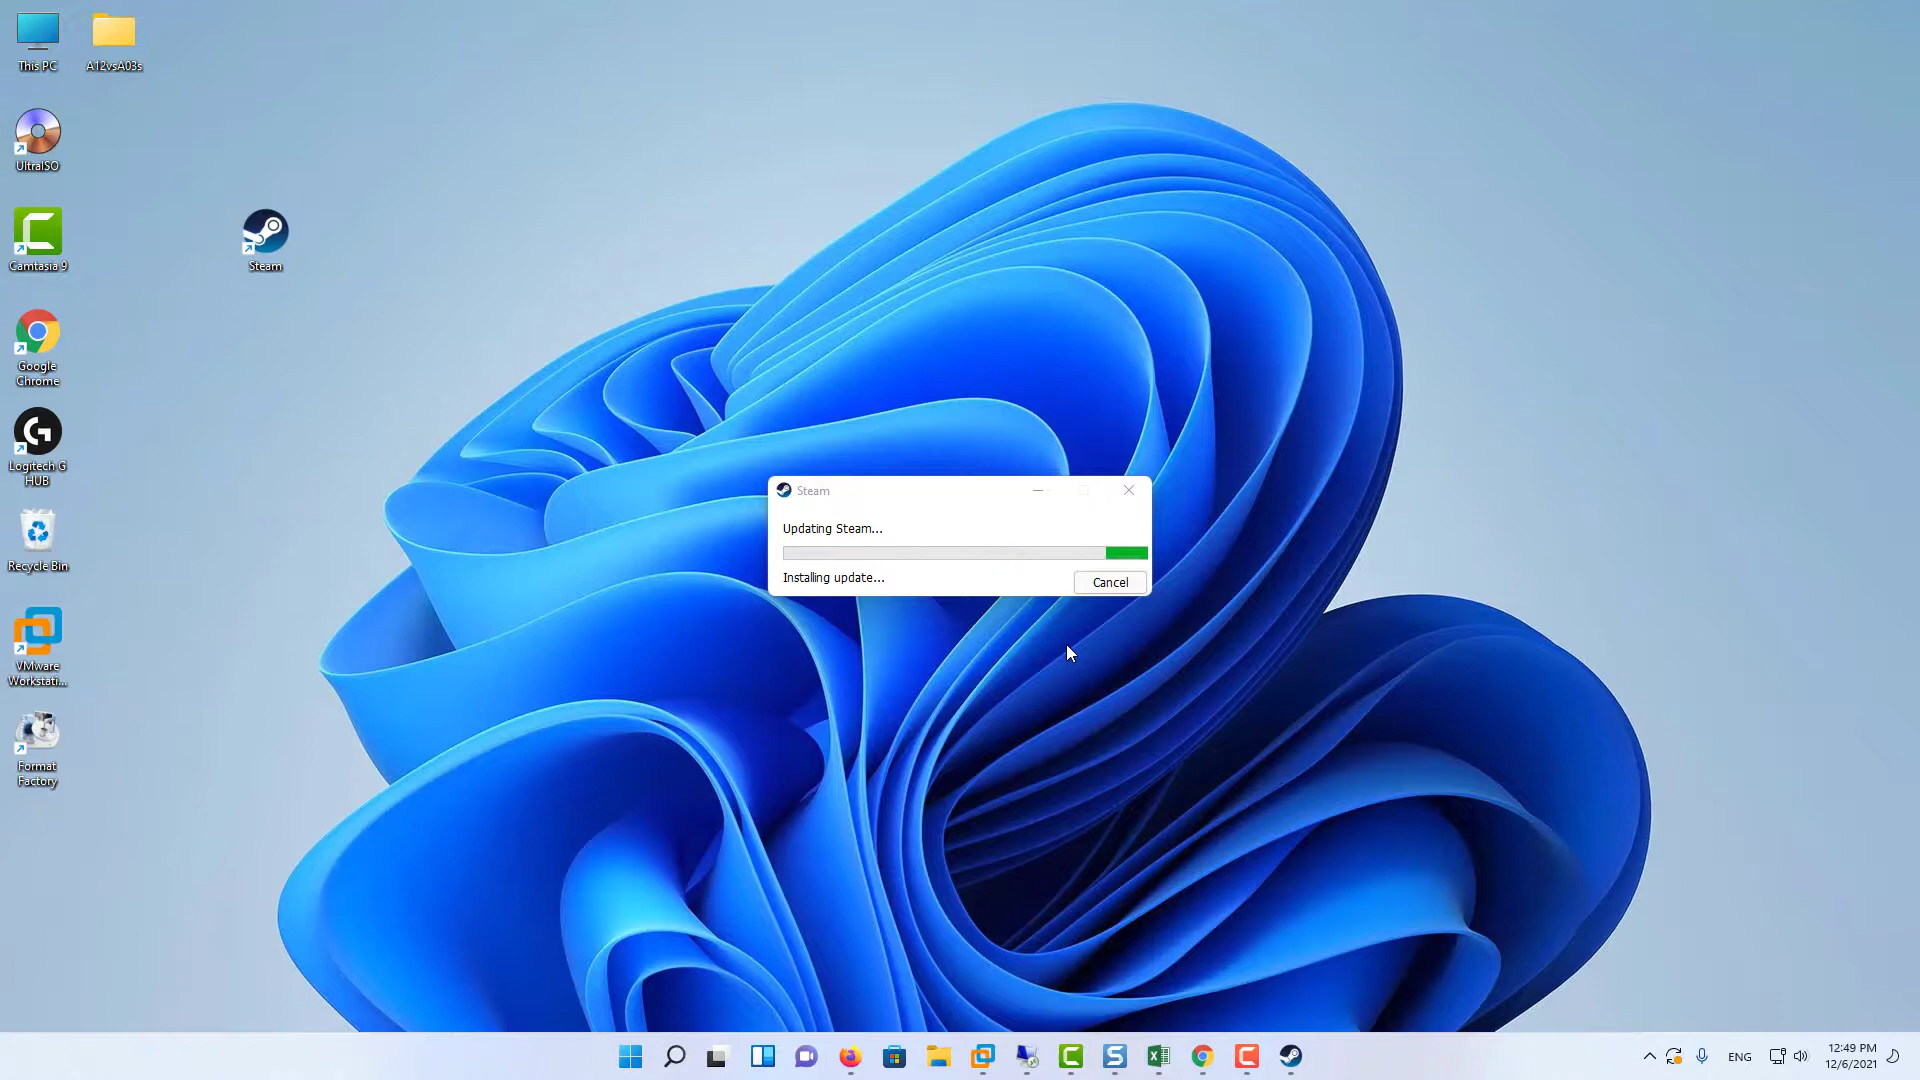 This PC
A12vsA03s
UltraISO
Steam
Camtasia 9
Google
Chrome
Logitech G
HUB
Recycle Bin
VMware
Workstati...
Format
Factory
Steam
Updating Steam...
Installing update...
Cancel
ENG
12:49 PM
12/6/2021